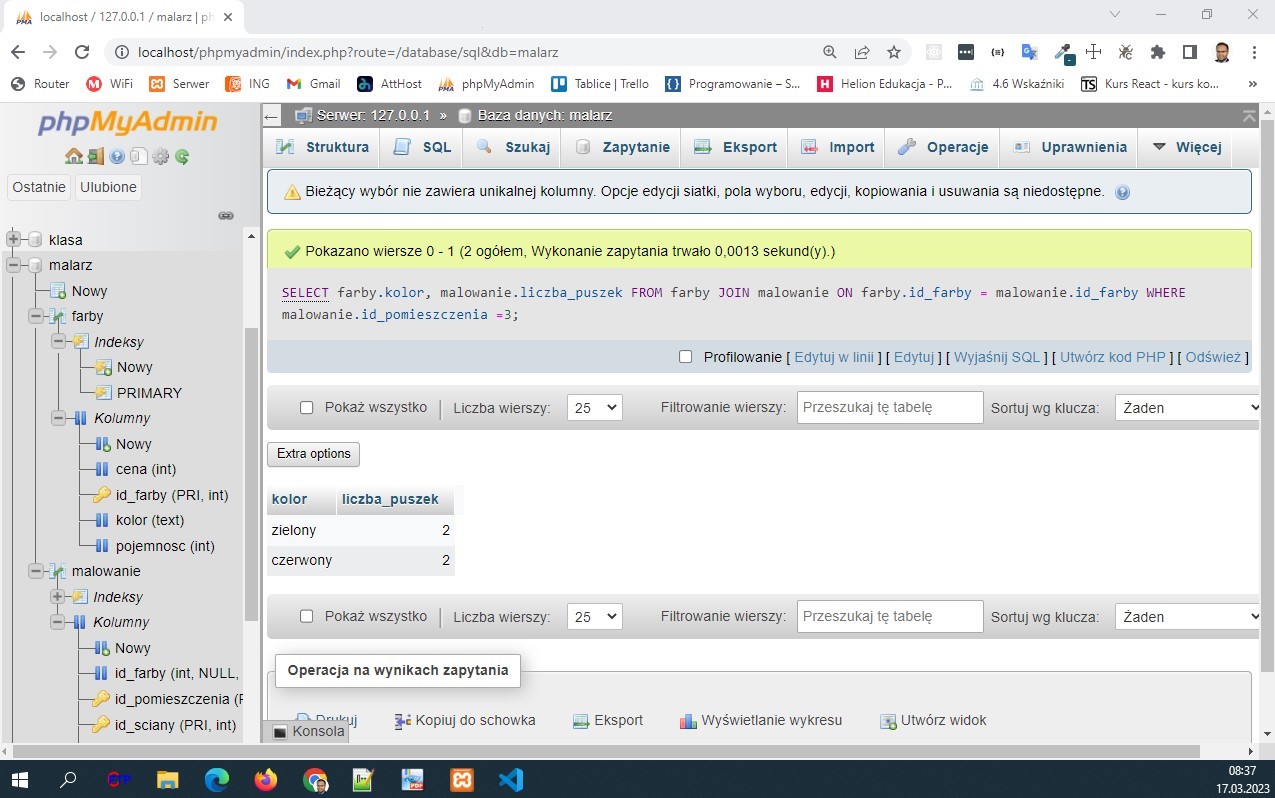 localhost / 127.0.0.1 / malarz | ph
localhost/phpmyadmin/index.php?route=/database/sql&db=malarz
Router WiFi Serwer ING Gmail AttHost phpMyAdmin Tablice | Trello Programowanie – S... Helion Edukacja - P... 4.6 Wskaźniki Kurs React - kurs ko... »
phpMyAdmin
Ostatnie Ulubione
klasa
malarz
Nowy
farby
Indeksy
Nowy
PRIMARY
Kolumny
Nowy
cena (int)
id_farby (PRI, int)
kolor (text)
pojemnosc (int)
malowanie
Indeksy
Kolumny
Nowy
id_farby (int, NULL,
id_pomieszczenia (P
id_sciany (PRI, int)
Serwer: 127.0.0.1 » Baza danych: malarz
Struktura SQL Szukaj Zapytanie Eksport Import Operacje Uprawnienia Więcej
Bieżący wybór nie zawiera unikalnej kolumny. Opcje edycji siatki, pola wyboru, edycji, kopiowania i usuwania są niedostępne.
Pokazano wiersze 0 - 1 (2 ogółem, Wykonanie zapytania trwało 0,0013 sekund(y).)
SELECT farby.kolor, malowanie.liczba_puszek FROM farby JOIN malowanie ON farby.id_farby = malowanie.id_farby WHERE
malowanie.id_pomieszczenia =3;
Profilowanie [ Edytuj w linii ] [ Edytuj ] [ Wyjaśnij SQL ] [ Utwórz kod PHP ] [ Odśwież ]
Pokaż wszystko | Liczba wierszy: 25 Filtrowanie wierszy: Przeszukaj tę tabelę Sortuj wg klucza: Żaden
Extra options
kolor liczba_puszek
zielony 2
czerwony 2
Pokaż wszystko | Liczba wierszy: 25 Filtrowanie wierszy: Przeszukaj tę tabelę Sortuj wg klucza: Żaden
Operacja na wynikach zapytania
Drukuj Kopiuj do schowka Eksport Wyświetlanie wykresu Utwórz widok
Konsola
08:37
17.03.2023